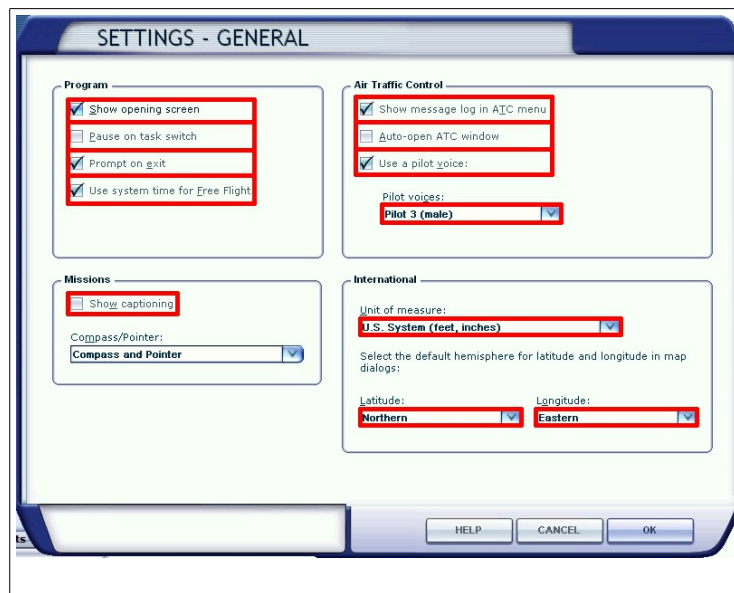 SETTINGS - GENERAL
Program
Show opening screen
Pause on task switch
Prompt on exit
Use system time for Free Flight
Air Traffic Control
Show message log in ATC menu
Auto-open ATC window
Use a pilot voice:
Pilot voices:
Pilot 3 (male)
Missions
Show captioning
Compass/Pointer:
Compass and Pointer
International
Unit of measure:
U.S. System (feet, inches)
Select the default hemisphere for latitude and longitude in map
dialogs:
Latitude: Longitude:
Northern Eastern
ts
HELP CANCEL OK